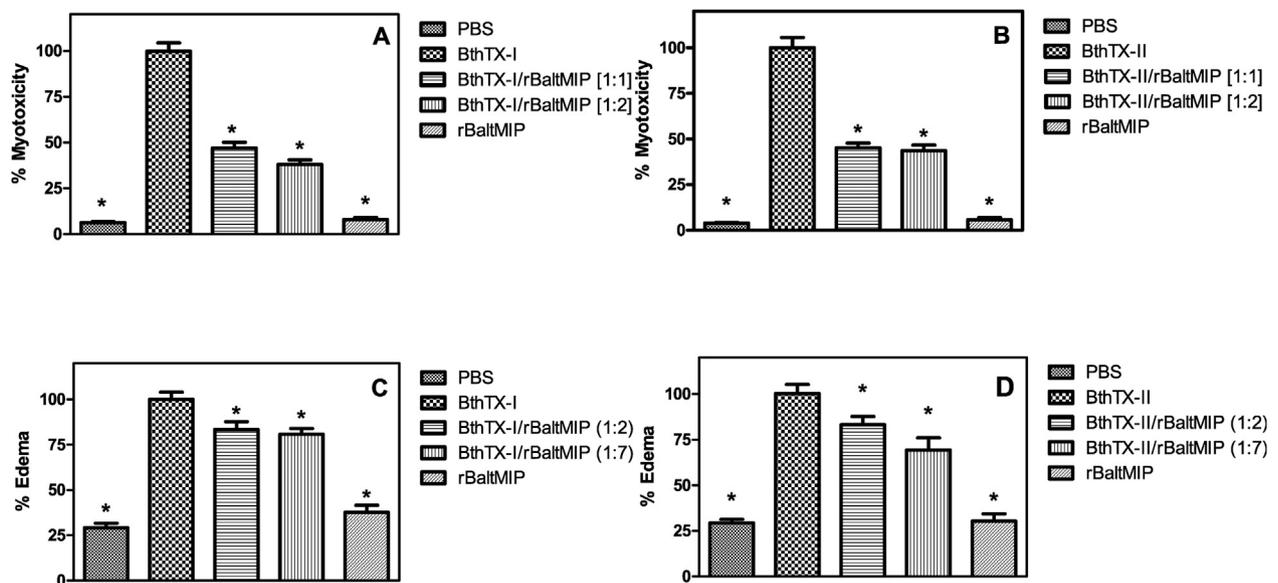 A
% Myotoxicity
100
75
50
25
0
*
*
*
*
PBS
BthTX-I
BthTX-I/rBaltMIP [1:1]
BthTX-I/rBaltMIP [1:2]
rBaltMIP
B
% Myotoxicity
100
75
50
25
0
*
*
*
*
PBS
BthTX-II
BthTX-II/rBaltMIP [1:1]
BthTX-II/rBaltMIP [1:2]
rBaltMIP
C
% Edema
100
75
50
25
0
*
*
*
*
PBS
BthTX-I
BthTX-I/rBaltMIP (1:2)
BthTX-I/rBaltMIP (1:7)
rBaltMIP
D
% Edema
100
75
50
25
0
*
*
*
*
PBS
BthTX-II
BthTX-II/rBaltMIP (1:2)
BthTX-II/rBaltMIP (1:7)
rBaltMIP